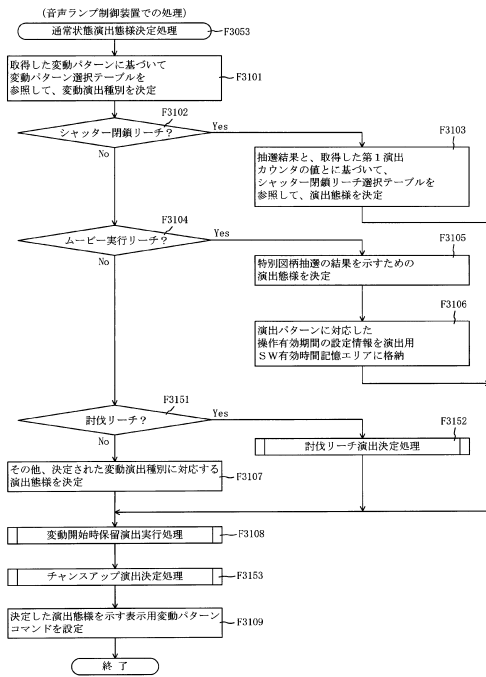 (音声ランプ制御装置での処理)
通常状態演出態様決定処理
F3053
取得した変動パターンに基づいて
変動パターン選択テーブルを
参照して、変動演出種別を決定
F3101
F3102
シャッター閉鎖リーチ？
Yes
No
F3103
抽選結果と、取得した第１演出
カウンタの値とに基づいて、
シャッター閉鎖リーチ選択テーブルを
参照して、演出態様を決定
F3104
ムービー実行リーチ？
Yes
No
F3105
特別図柄抽選の結果を示すための
演出態様を決定
F3106
演出パターンに対応した
操作有効期間の設定情報を演出用
ＳＷ有効時間記憶エリアに格納
F3151
討伐リーチ？
Yes
No
F3152
討伐リーチ演出決定処理
その他、決定された変動演出種別に対応する
演出態様を決定
F3107
変動開始時保留演出実行処理
F3108
チャンスアップ演出決定処理
F3153
決定した演出態様を示す表示用変動パターン
コマンドを設定
F3109
終了